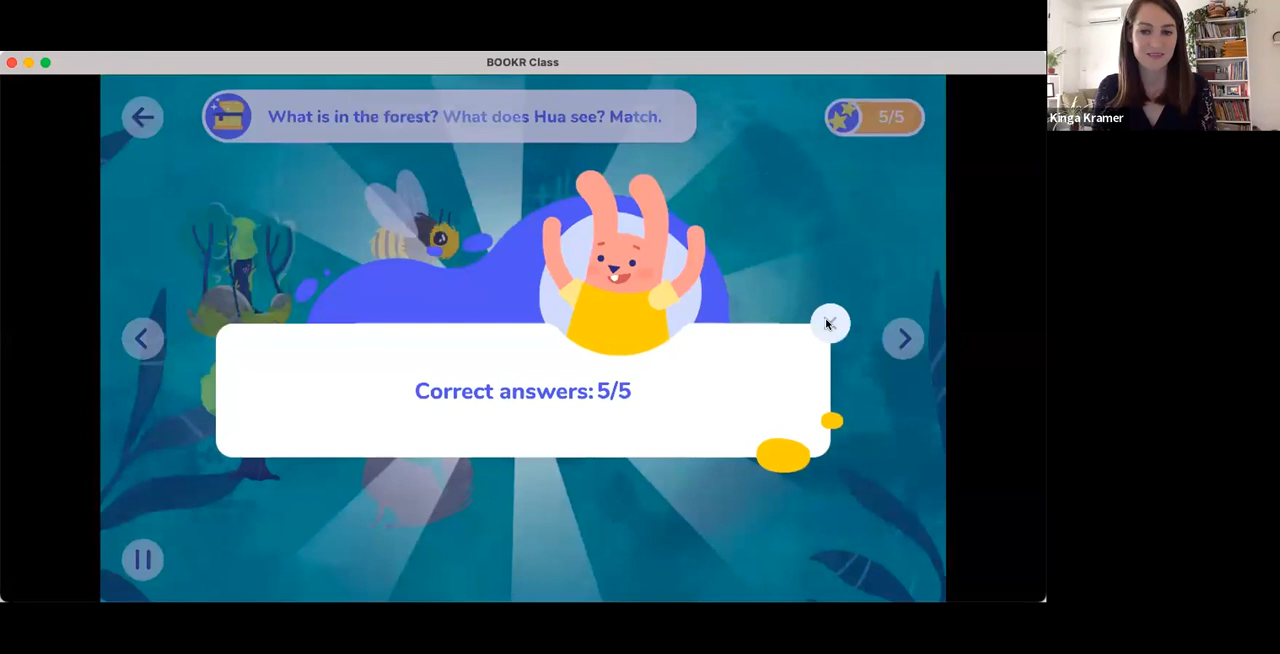 BOOKR Class
What is in the forest? What does Hua see? Match.
5/5
Kinga Kramer
Correct answers: 5/5